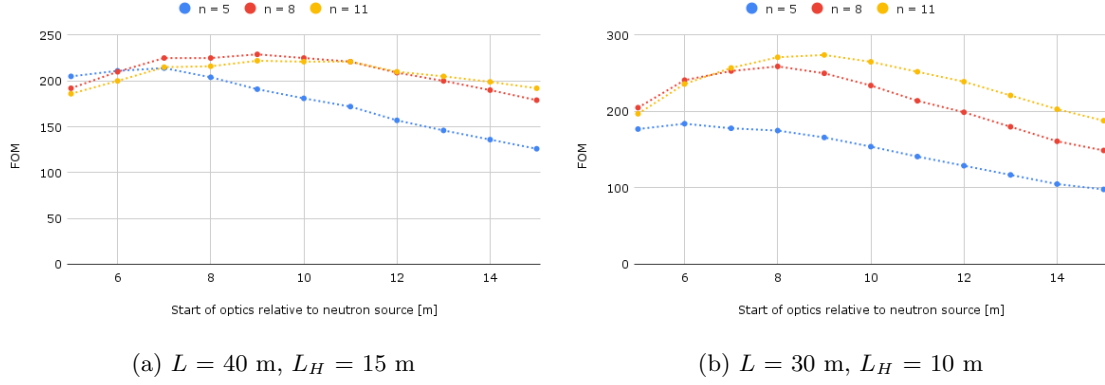 n = 5 n = 8 n = 11
250
200
150
100
50
0
FOM
6 8 10 12 14
Start of optics relative to neutron source [m]
(a) L = 40 m, L_H = 15 m
n = 5 n = 8 n = 11
300
200
100
0
FOM
6 8 10 12 14
Start of optics relative to neutron source [m]
(b) L = 30 m, L_H = 10 m